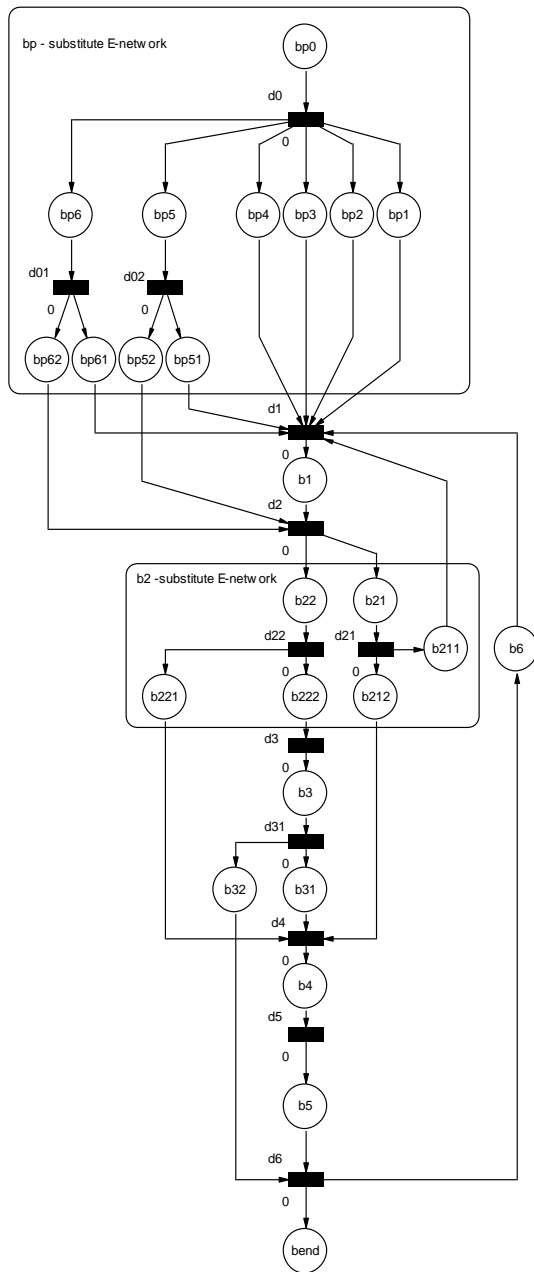 bp - substitute E-network
bp0
d0
0
bp6
bp5
bp4
bp3
bp2
bp1
d01
0
d02
0
bp62
bp61
bp52
bp51
d1
0
b1
d2
0
b2 -substitute E-network
b22
b21
d22
0
d21
0
b211
b6
b221
b222
b212
d3
0
b3
d31
0
b32
b31
d4
0
b4
d5
0
b5
d6
0
bend